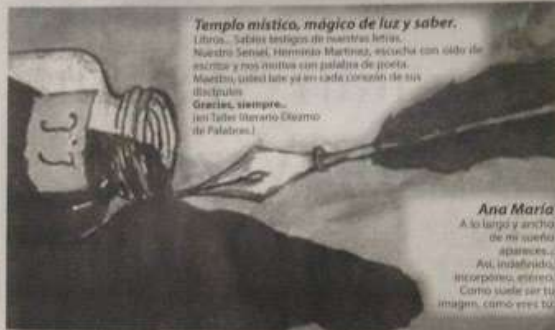 Templo místico, mágico de luz y saber.
Libros... Sabios testigos de nuestras letras.
Nuestro Sensei, Herminio Martínez, escucha con oído de
escritor y nos motiva con palabra de poeta.
Maestro, usted late ya en cada corazón de sus
discípulos
Gracias, siempre...
(en Taller literario Diezmo
de Palabras.)
Ana María
A lo largo y ancho
de mi sueño
apareces...
Así, indefinido,
incorpóreo, etéreo.
Como suele ser tu
imagen, como eres tú.